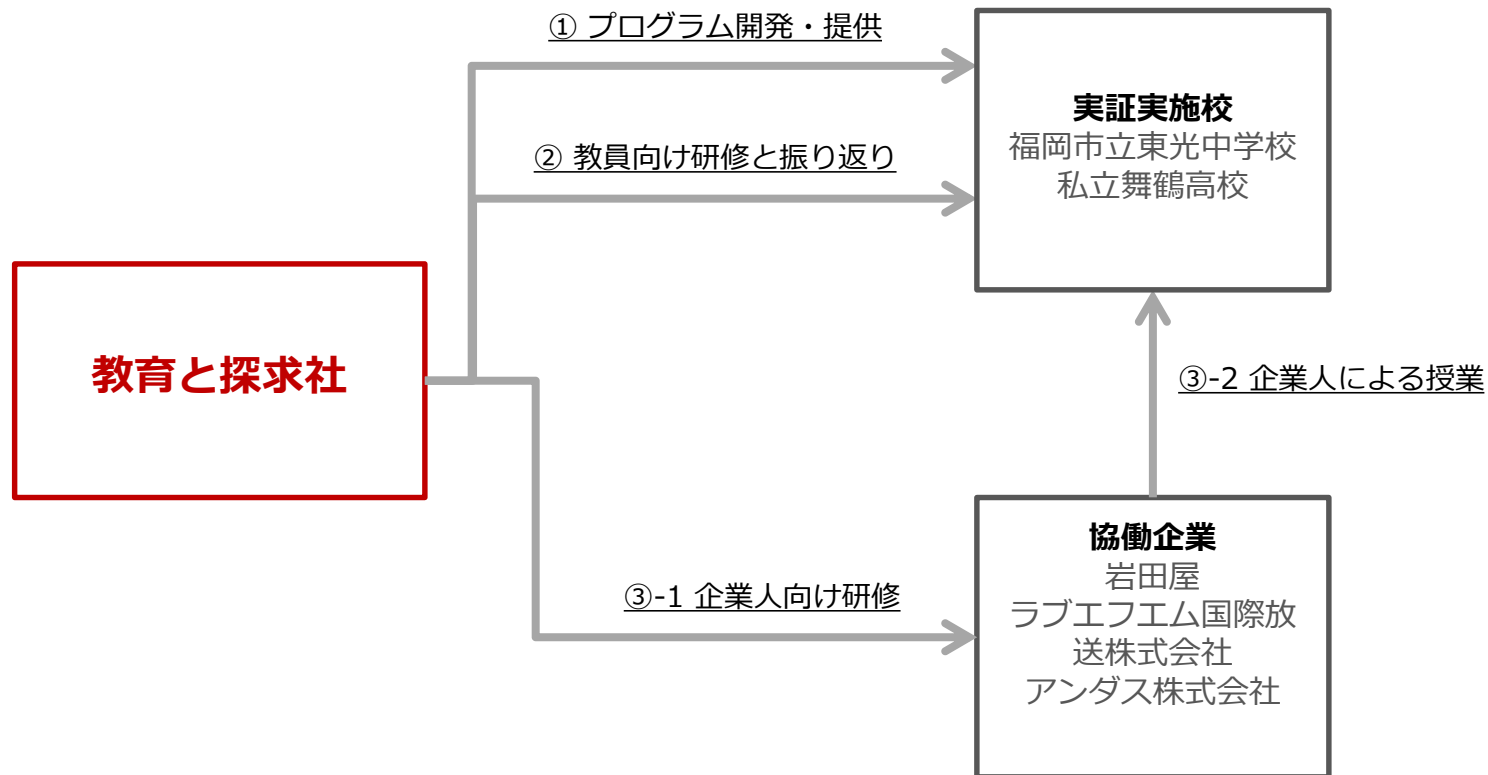 ① プログラム開発・提供
実証実施校
福岡市立東光中学校
私立舞鶴高校
② 教員向け研修と振り返り
教育と探求社
③-2 企業人による授業
③-1 企業人向け研修
協働企業
岩田屋
ラブエフエム国際放
送株式会社
アンダス株式会社